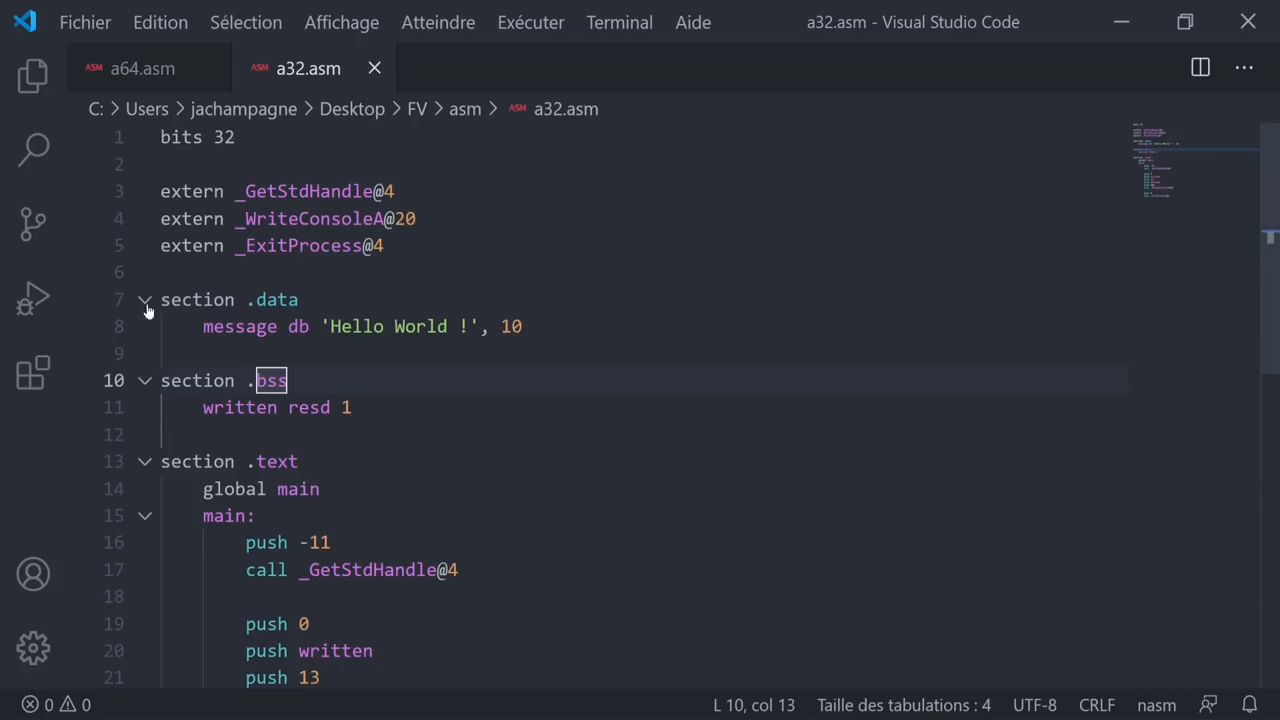 Fichier Edition Sélection Affichage Atteindre Exécuter Terminal Aide a32.asm - Visual Studio Code
ASM a64.asm ASM a32.asm
C: > Users > jachampagne > Desktop > FV > asm > ASM a32.asm
1 bits 32
2
3 extern _GetStdHandle@4
4 extern _WriteConsoleA@20
5 extern _ExitProcess@4
6
7 section .data
8 message db 'Hello World !', 10
9
10 section .bss
11 written resd 1
12
13 section .text
14 global main
15 main:
16 push -11
17 call _GetStdHandle@4
18
19 push 0
20 push written
21 push 13
0 0 L 10, col 13 Taille des tabulations : 4 UTF-8 CRLF nasm